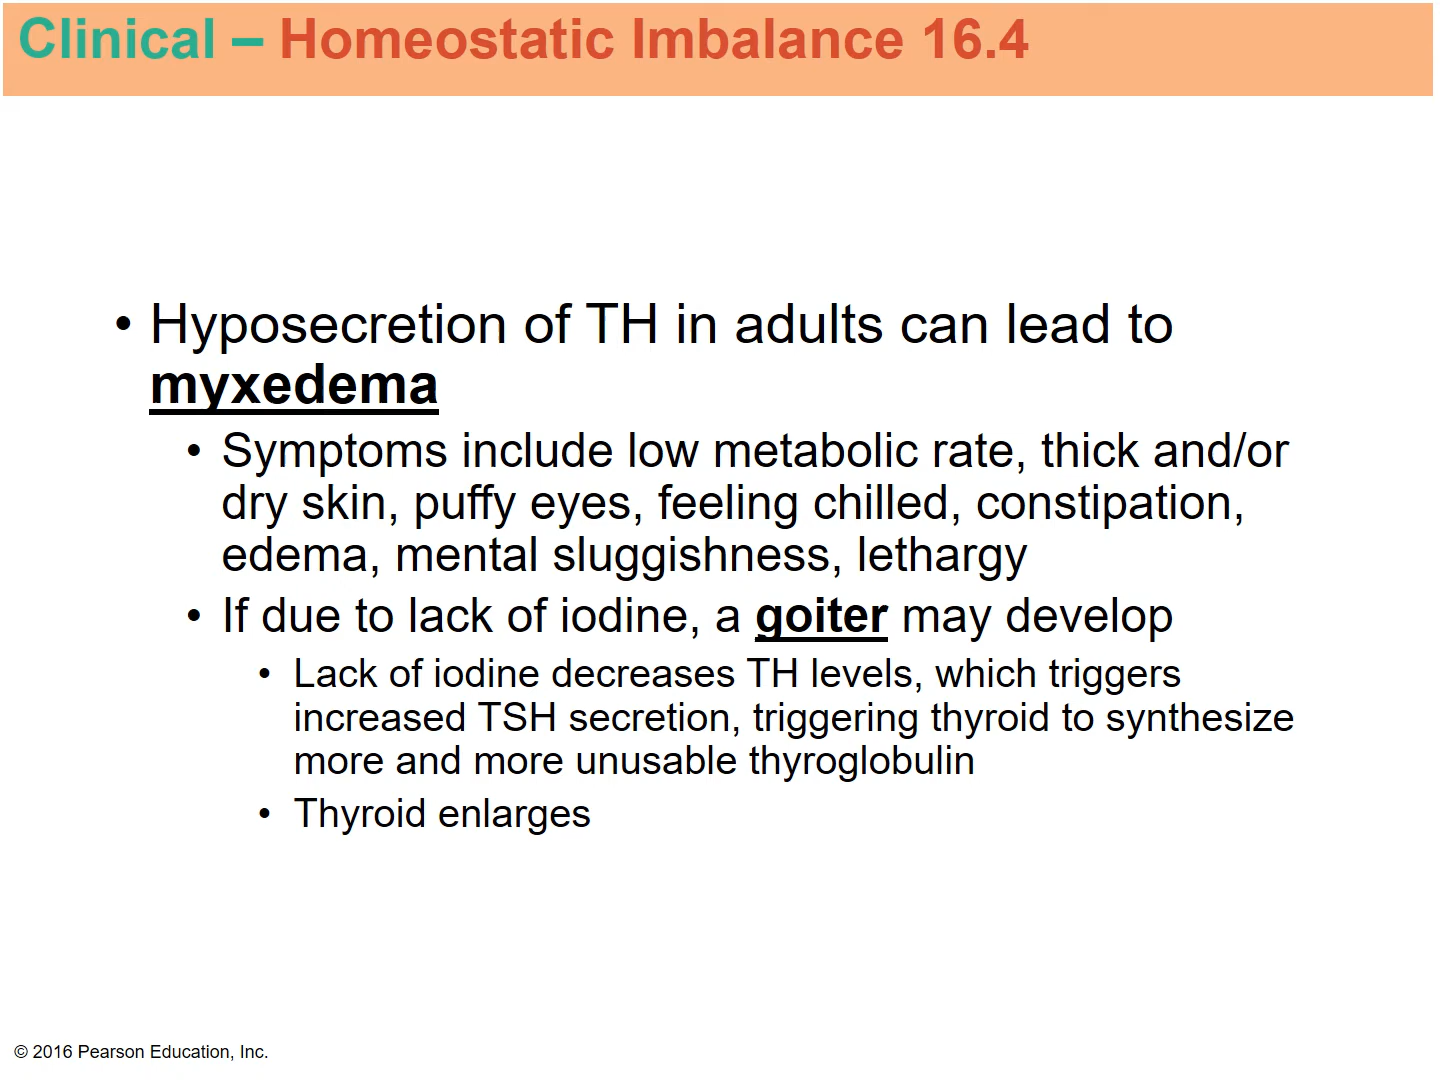 Clinical – Homeostatic Imbalance 16.4
• Hyposecretion of TH in adults can lead to
myxedema
• Symptoms include low metabolic rate, thick and/or
dry skin, puffy eyes, feeling chilled, constipation,
edema, mental sluggishness, lethargy
• If due to lack of iodine, a goiter may develop
• Lack of iodine decreases TH levels, which triggers
increased TSH secretion, triggering thyroid to synthesize
more and more unusable thyroglobulin
• Thyroid enlarges
© 2016 Pearson Education, Inc.